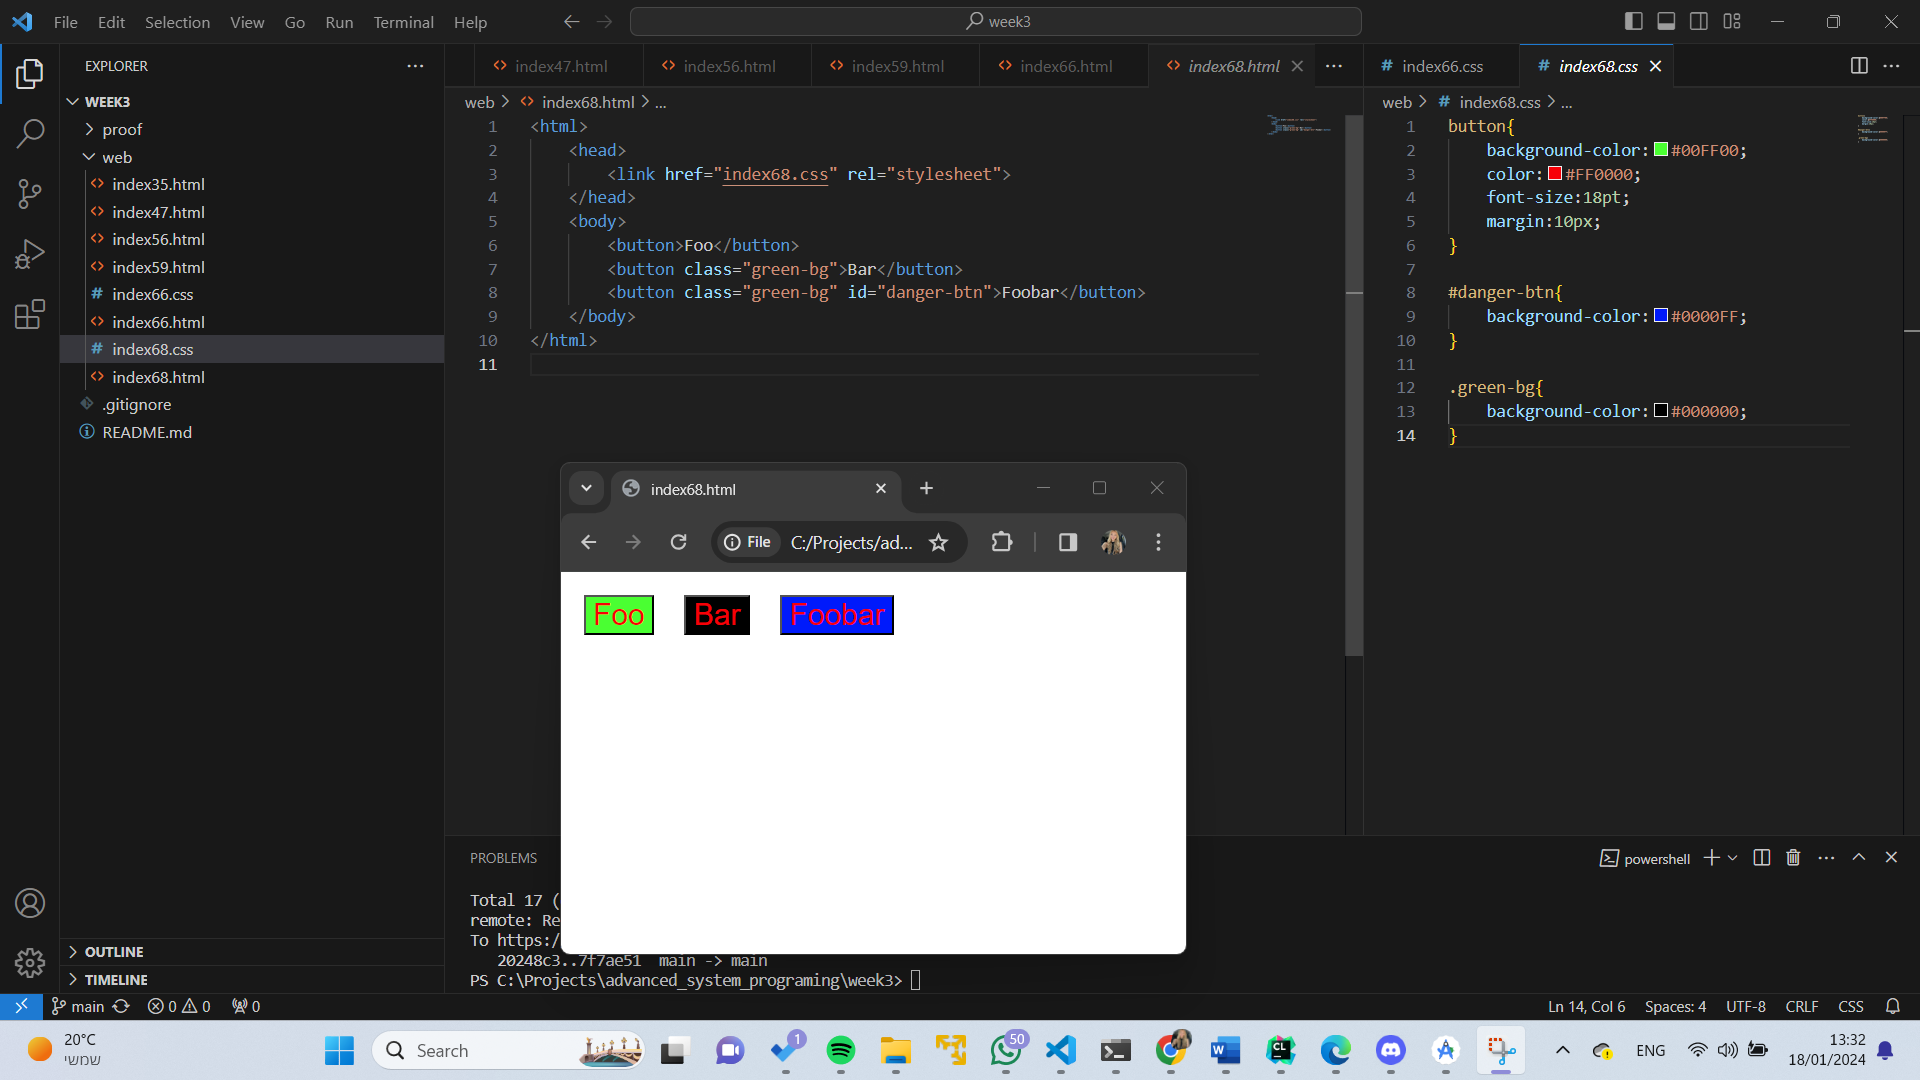 File Edit Selection View Go Run Terminal Help week3
EXPLORER
WEEK3
proof
web
index35.html
index47.html
index56.html
index59.html
index66.css
index66.html
index68.css
index68.html
.gitignore
README.md
OUTLINE
TIMELINE
index47.html index56.html index59.html index66.html index68.html
web > index68.html > ...
1 <html>
2 <head>
3 <link href="index68.css" rel="stylesheet">
4 </head>
5 <body>
6 <button>Foo</button>
7 <button class="green-bg">Bar</button>
8 <button class="green-bg" id="danger-btn">Foobar</button>
9 </body>
10 </html>
11
index66.css index68.css
web > index68.css > ...
1 button{
2 background-color: #00FF00;
3 color: #FF0000;
4 font-size:18pt;
5 margin:10px;
6 }
7
8 #danger-btn{
9 background-color: #0000FF;
10 }
11
12 .green-bg{
13 background-color: #000000;
14 }
index68.html
File C:/Projects/ad...
Foo Bar Foobar
PROBLEMS
powershell
Total 17 (
remote: Re
To https:/
20248c3..7f7ae51 main -> main
PS C:\Projects\advanced_system_programing\week3>
main 0 0 0
Ln 14, Col 6 Spaces: 4 UTF-8 CRLF CSS
20°C
שמשי
Search
1
50
W
CL
ENG
13:32
18/01/2024